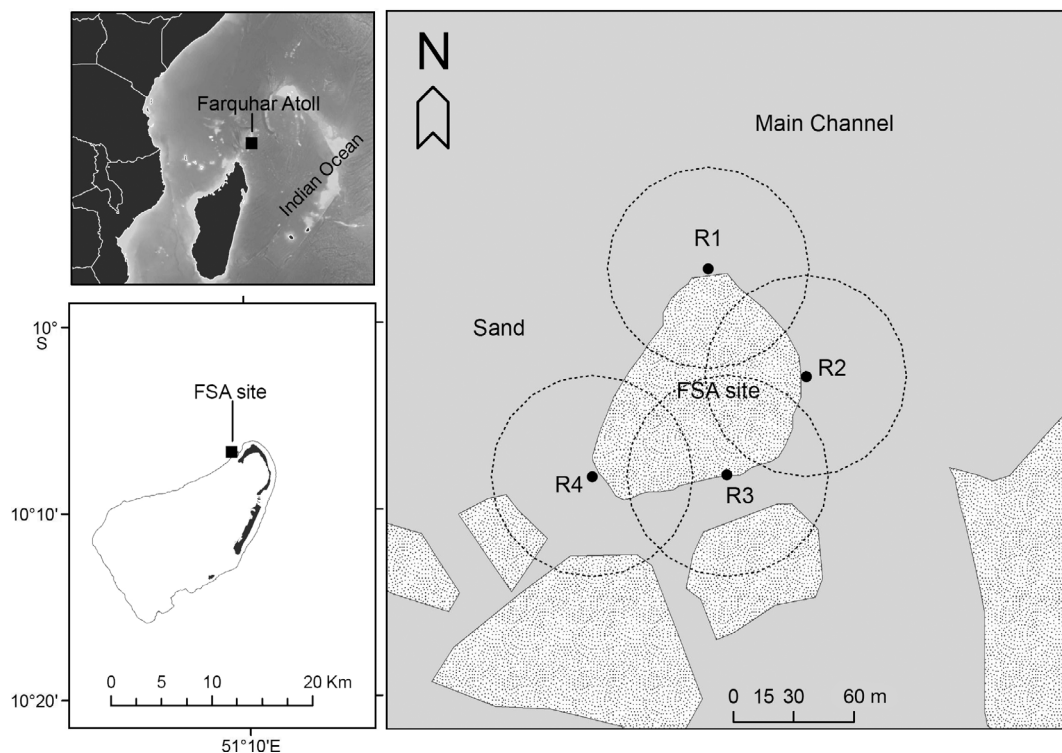 Farquhar Atoll
Indian Ocean
10°
S
FSA site
10°10'
10°20'
0 5 10 20 Km
51°10'E
N
Main Channel
R1
Sand
R2
FSA site
R4
R3
0 15 30 60 m